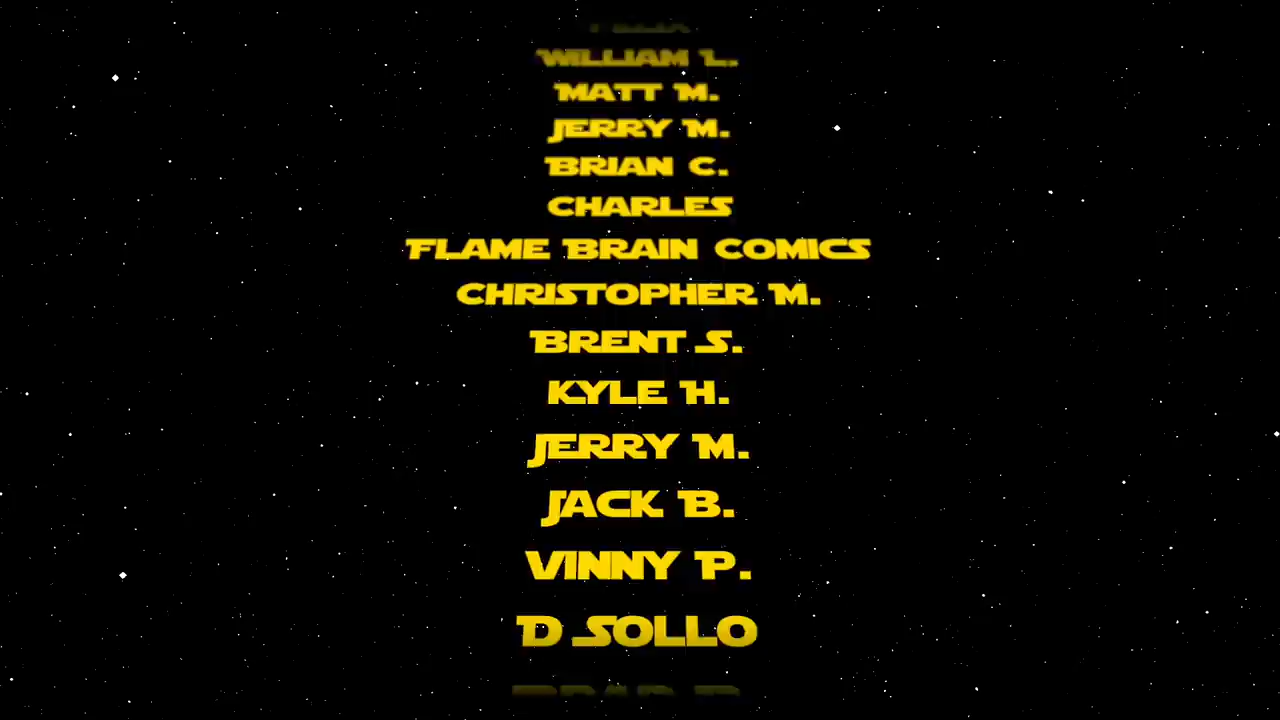 William L.
Matt M.
Jerry M.
Brian C.
Charles
Flame Brain Comics
Christopher M.
Brent S.
Kyle H.
Jerry M.
Jack B.
Vinny P.
D Sollo